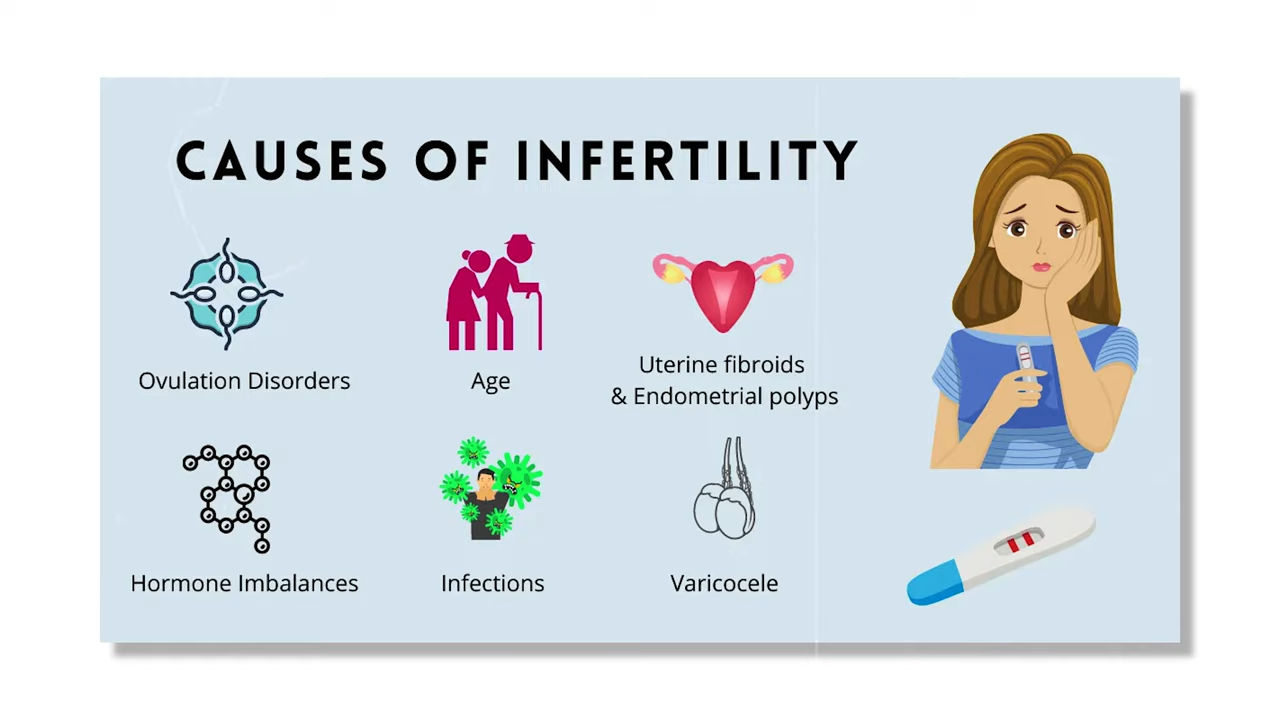 CAUSES OF INFERTILITY
Ovulation Disorders
Age
Uterine fibroids
& Endometrial polyps
Hormone Imbalances
Infections
Varicocele